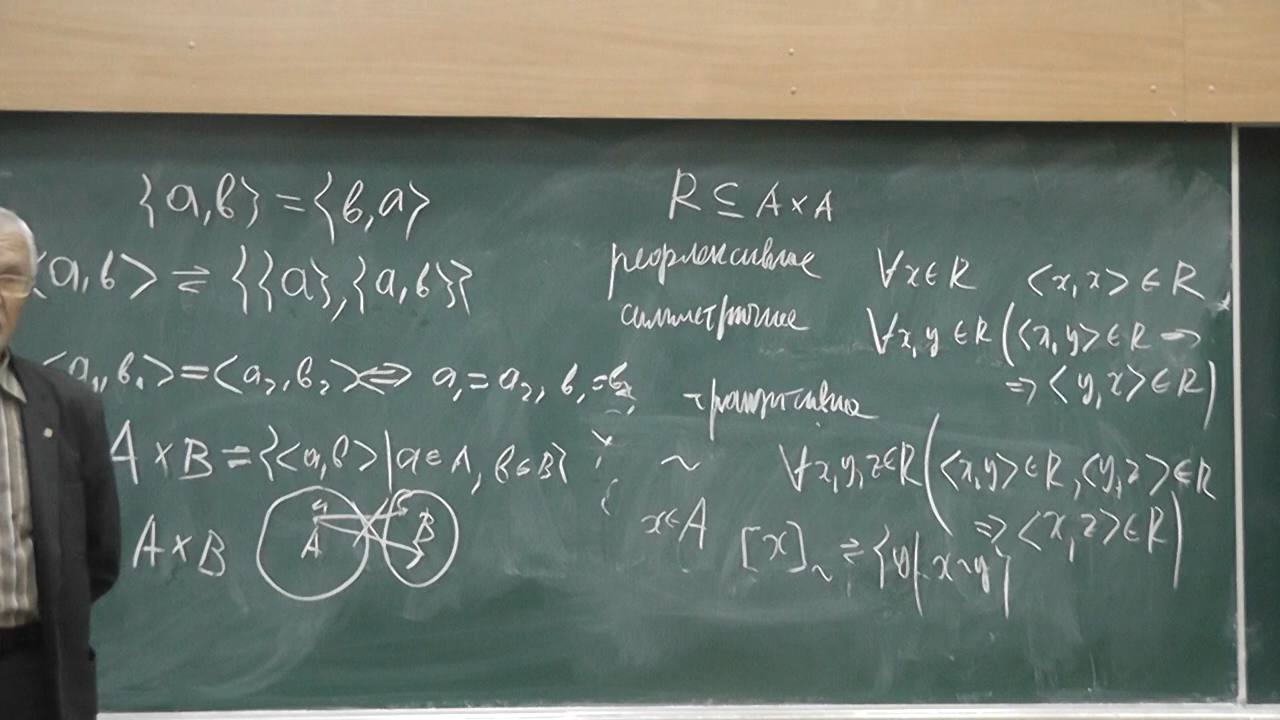 {a,b} = {b,a}
<a,b> ⇌ {{a},{a,b}}
<a₁,b₁> = <a₂,b₂> ⇔ a₁ = a₂, b₁ = b₂
A × B = {<a,b> | a ∈ A, b ∈ B}
A × B
a
A
b
B
R ⊆ A × A
рефлексивные ∀x ∈ R <x,x> ∈ R
симметричные ∀x,y ∈ R (<x,y> ∈ R ⇒
⇒ <y,x> ∈ R)
транзитивные
~ ∀x,y,z ∈ R (<x,y> ∈ R, <y,z> ∈ R
⇒ <x,z> ∈ R)
x ∈ A [x]~ ⇌ {y | x ~ y}